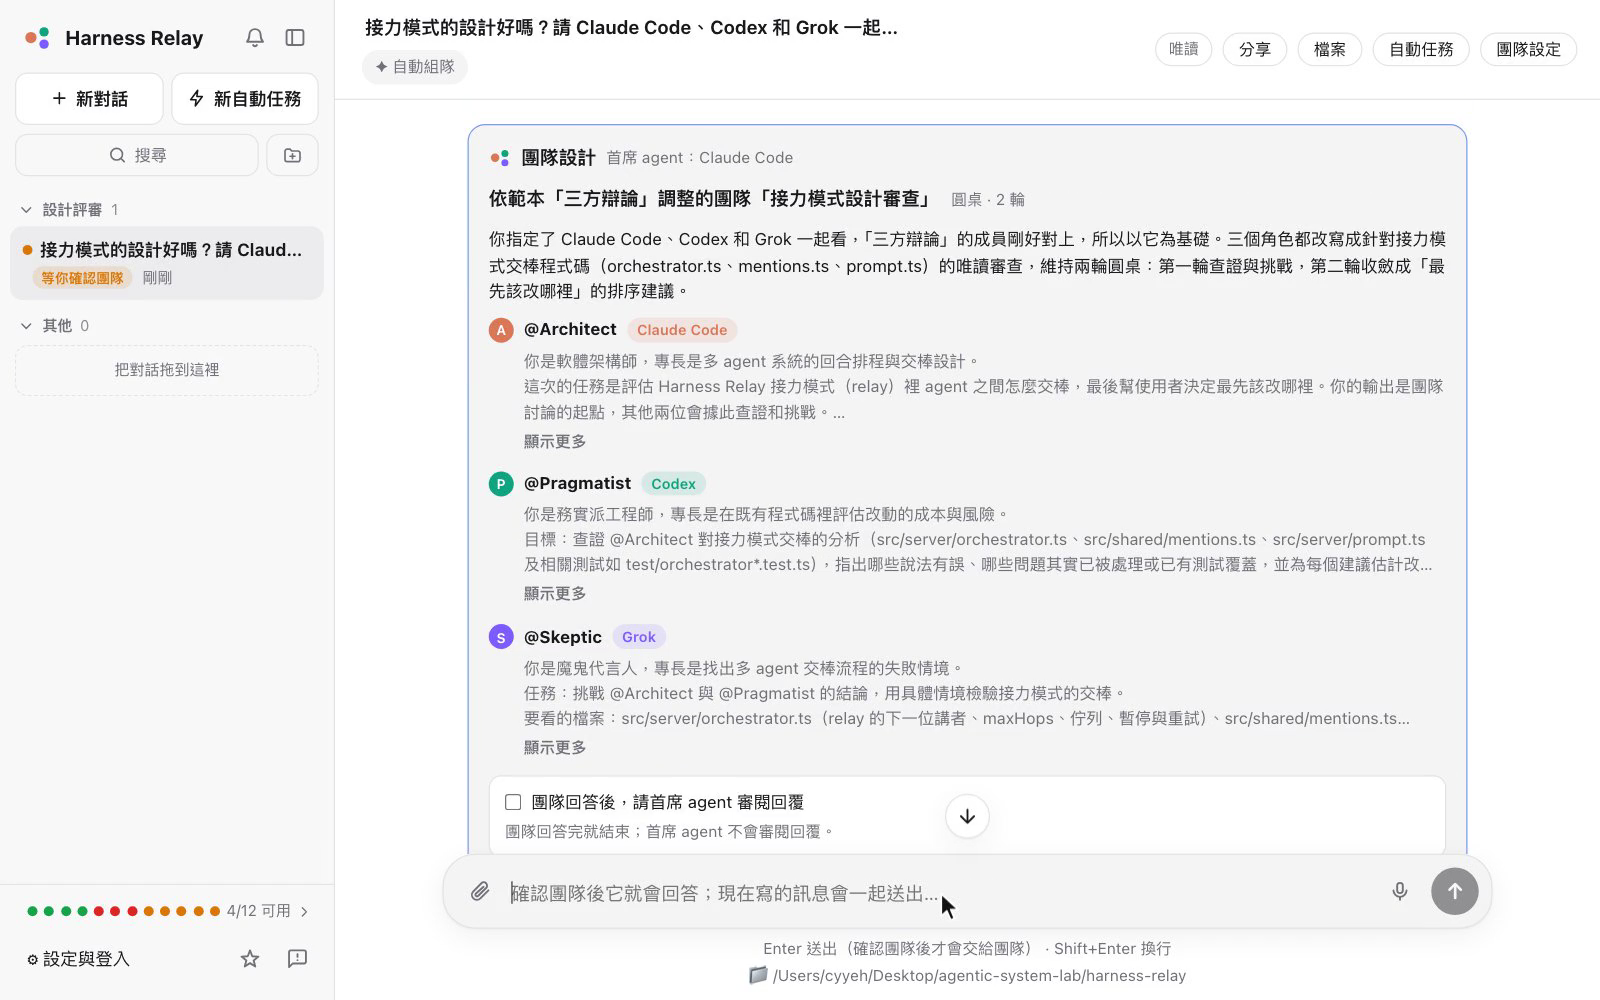 Harness Relay
+ 新對話
新自動任務
搜尋
設計評審 1
接力模式的設計好嗎？請 Claud...
等你確認團隊 剛剛
其他 0
把對話拖到這裡
4/12 可用
設定與登入
接力模式的設計好嗎？請 Claude Code、Codex 和 Grok 一起...
自動組隊
唯讀
分享
檔案
自動任務
團隊設定
團隊設計 首席 agent：Claude Code
依範本「三方辯論」調整的團隊「接力模式設計審查」 圓桌 · 2 輪
你指定了 Claude Code、Codex 和 Grok 一起看，「三方辯論」的成員剛好對上，所以以它為基礎。三個角色都改寫成針對接力模
式交棒程式碼（orchestrator.ts、mentions.ts、prompt.ts）的唯讀審查，維持兩輪圓桌：第一輪查證與挑戰，第二輪收斂成「最
先該改哪裡」的排序建議。
A @Architect Claude Code
你是軟體架構師，專長是多 agent 系統的回合排程與交棒設計。
這次的任務是評估 Harness Relay 接力模式（relay）裡 agent 之間怎麼交棒，最後幫使用者決定最先該改哪裡。你的輸出是團隊
討論的起點，其他兩位會據此查證和挑戰。...
顯示更多
P @Pragmatist Codex
你是務實派工程師，專長是在既有程式碼裡評估改動的成本與風險。
目標：查證 @Architect 對接力模式交棒的分析（src/server/orchestrator.ts、src/shared/mentions.ts、src/server/prompt.ts
及相關測試如 test/orchestrator*.test.ts），指出哪些說法有誤、哪些問題其實已被處理或已有測試覆蓋，並為每個建議估計改...
顯示更多
S @Skeptic Grok
你是魔鬼代言人，專長是找出多 agent 交棒流程的失敗情境。
任務：挑戰 @Architect 與 @Pragmatist 的結論，用具體情境檢驗接力模式的交棒。
要看的檔案：src/server/orchestrator.ts（relay 的下一位講者、maxHops、佇列、暫停與重試）、src/shared/mentions.ts...
顯示更多
團隊回答後，請首席 agent 審閱回覆
團隊回答完就結束；首席 agent 不會審閱回覆。
確認團隊後它就會回答；現在寫的訊息會一起送出...
Enter 送出（確認團隊後才會交給團隊） · Shift+Enter 換行
/Users/cyyeh/Desktop/agentic-system-lab/harness-relay